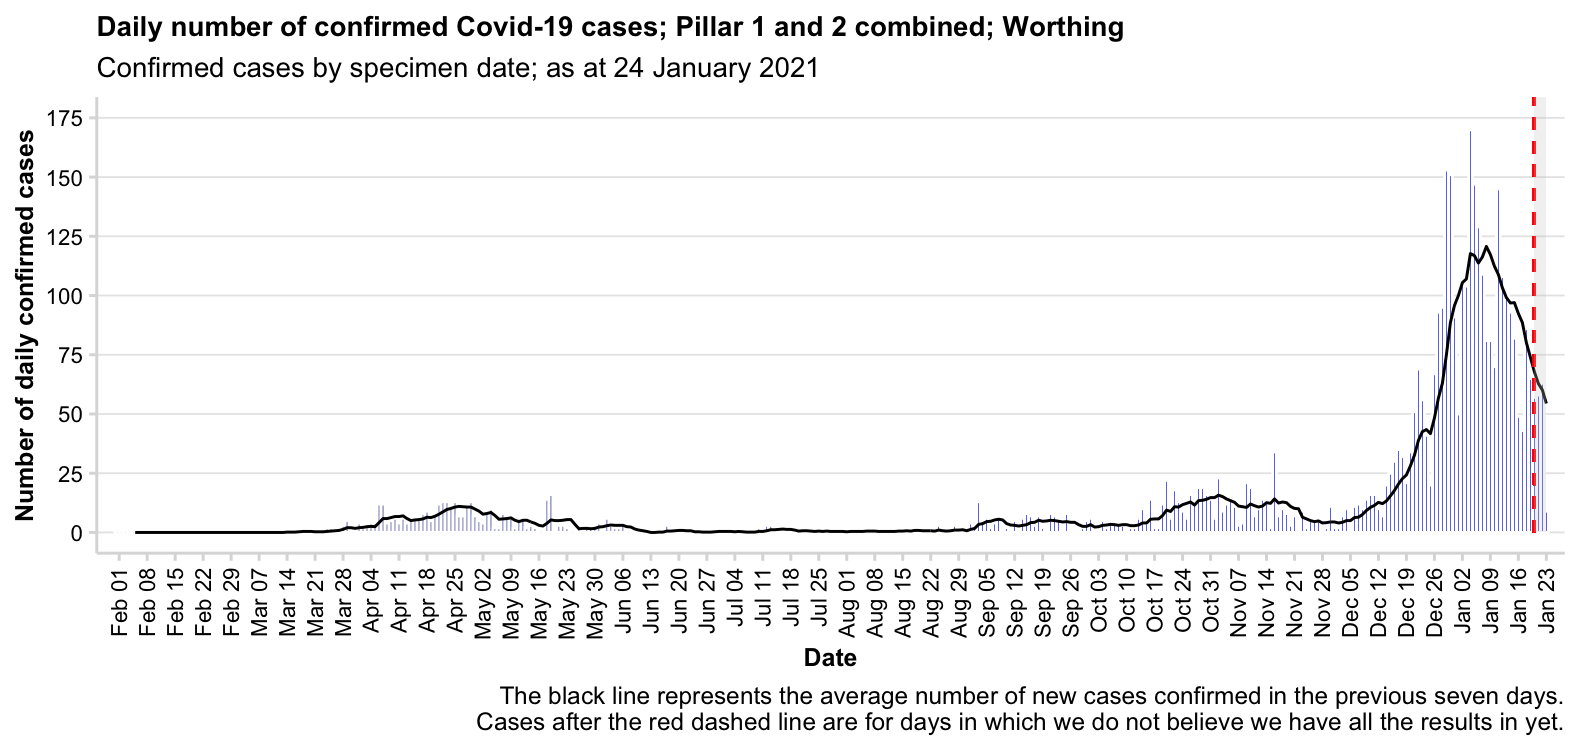 Daily number of confirmed Covid-19 cases; Pillar 1 and 2 combined; Worthing
Confirmed cases by specimen date; as at 24 January 2021
Number of daily confirmed cases
175
150
125
100
75
50
25
0
Feb 01
Feb 08
Feb 15
Feb 22
Feb 29
Mar 07
Mar 14
Mar 21
Mar 28
Apr 04
Apr 11
Apr 18
Apr 25
May 02
May 09
May 16
May 23
May 30
Jun 06
Jun 13
Jun 20
Jun 27
Jul 04
Jul 11
Jul 18
Jul 25
Aug 01
Aug 08
Aug 15
Aug 22
Aug 29
Sep 05
Sep 12
Sep 19
Sep 26
Oct 03
Oct 10
Oct 17
Oct 24
Oct 31
Nov 07
Nov 14
Nov 21
Nov 28
Dec 05
Dec 12
Dec 19
Dec 26
Jan 02
Jan 09
Jan 16
Jan 23
Date
The black line represents the average number of new cases confirmed in the previous seven days.
Cases after the red dashed line are for days in which we do not believe we have all the results in yet.